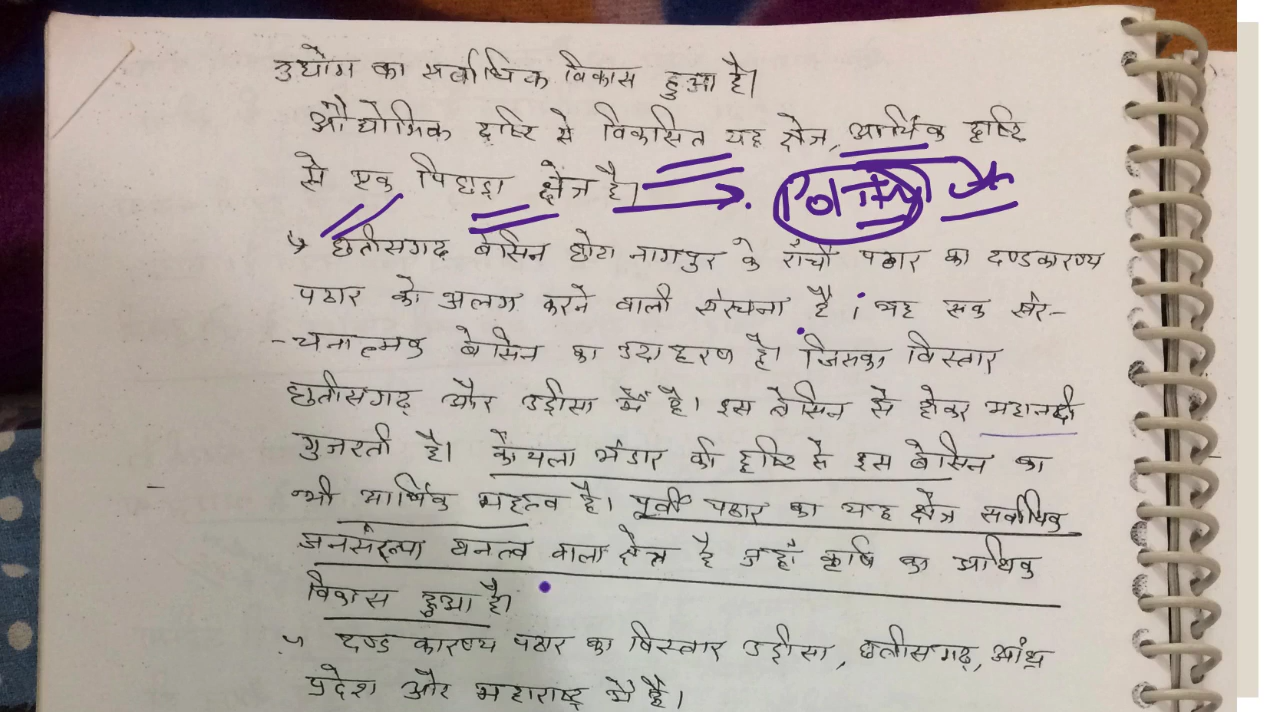 उद्योग का सर्वाधिक विकास हुआ है।
औद्योगिक दृष्टि से विकसित यह क्षेत्र, आर्थिक दृष्टि
से एक पिछड़ा क्षेत्र है।
छत्तीसगढ़ बेसिन छोटा नागपुर के राँची पठार का दण्डकारण्य
पठार को अलग करने वाली संरचना है ; यह एक संर-
-चनात्मक बेसिन का उदाहरण है। जिसका विस्तार
छत्तीसगढ़ और उड़ीसा में है। इस बेसिन से होकर महानदी
गुजरती है। कोयला भंडार की दृष्टि से इस बेसिन का
भी आर्थिक महत्व है। पूर्वी पठार का यह क्षेत्र सर्वाधिक
जनसंख्या घनत्व वाला क्षेत्र है जहाँ कृषि का आर्थिक
विकास हुआ है।
दण्डकारण्य पठार का विस्तार उड़ीसा, छत्तीसगढ़, आंध्र
प्रदेश और महाराष्ट्र में है।